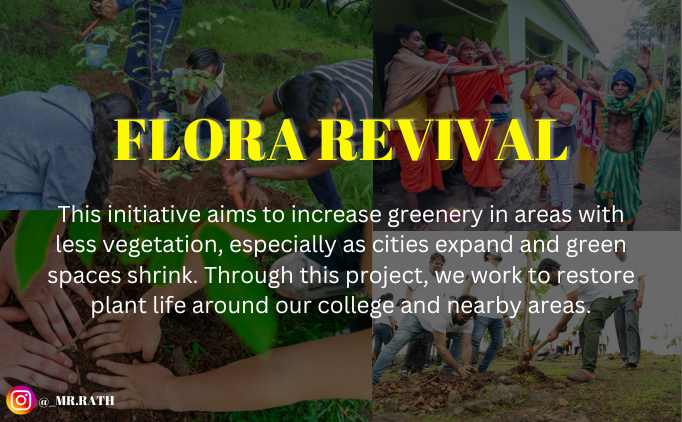 FLORA REVIVAL
This initiative aims to increase greenery in areas with
less vegetation, especially as cities expand and green
spaces shrink. Through this project, we work to restore
plant life around our college and nearby areas.
@_MR.RATH